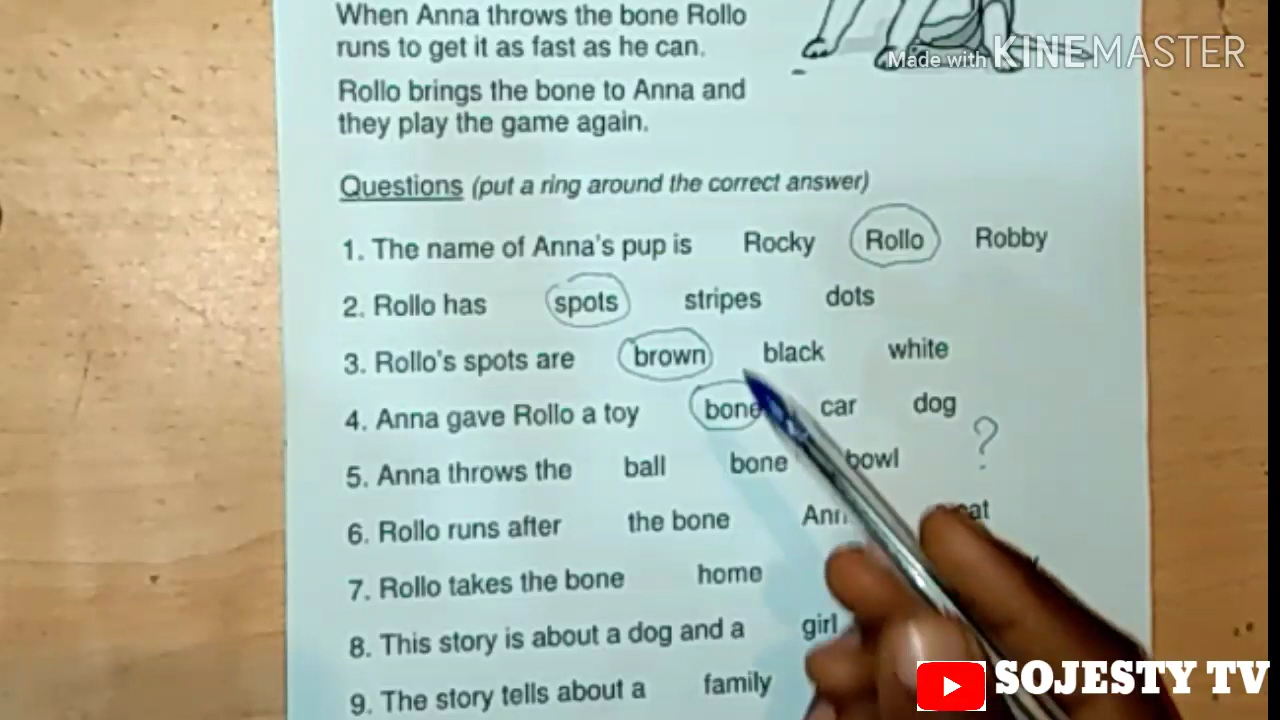 When Anna throws the bone Rollo
runs to get it as fast as he can.
Made with KINEMASTER
Rollo brings the bone to Anna and
they play the game again.
Questions (put a ring around the correct answer)
1. The name of Anna's pup is Rocky Rollo Robby
2. Rollo has spots stripes dots
3. Rollo's spots are brown black white
4. Anna gave Rollo a toy bone car dog
5. Anna throws the ball bone bowl ?
6. Rollo runs after the bone
7. Rollo takes the bone home
8. This story is about a dog and a girl
9. The story tells about a family
SOJESTY TV